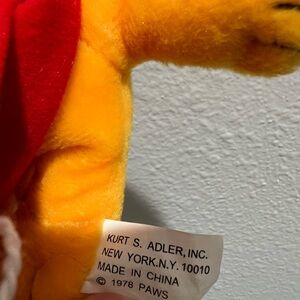 KURT S. ADLER, INC.
NEW YORK.N.Y. 10010
MADE IN CHINA
© 1978 PAWS